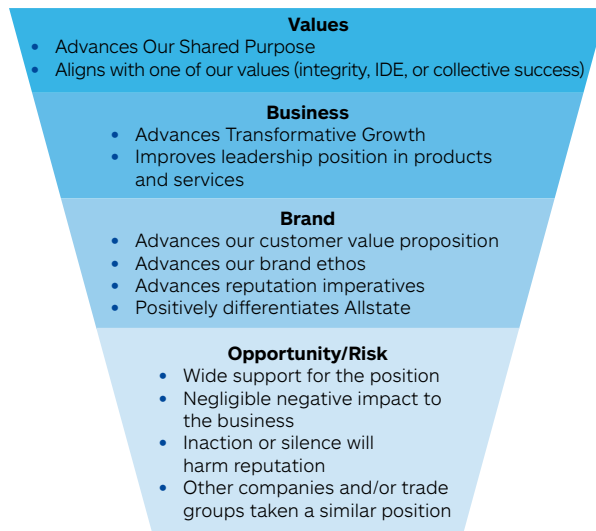 Values
• Advances Our Shared Purpose
• Aligns with one of our values (integrity, IDE, or collective success)
Business
• Advances Transformative Growth
• Improves leadership position in products
and services
Brand
• Advances our customer value proposition
• Advances our brand ethos
• Advances reputation imperatives
• Positively differentiates Allstate
Opportunity/Risk
• Wide support for the position
• Negligible negative impact to
the business
• Inaction or silence will
harm reputation
• Other companies and/or trade
groups taken a similar position